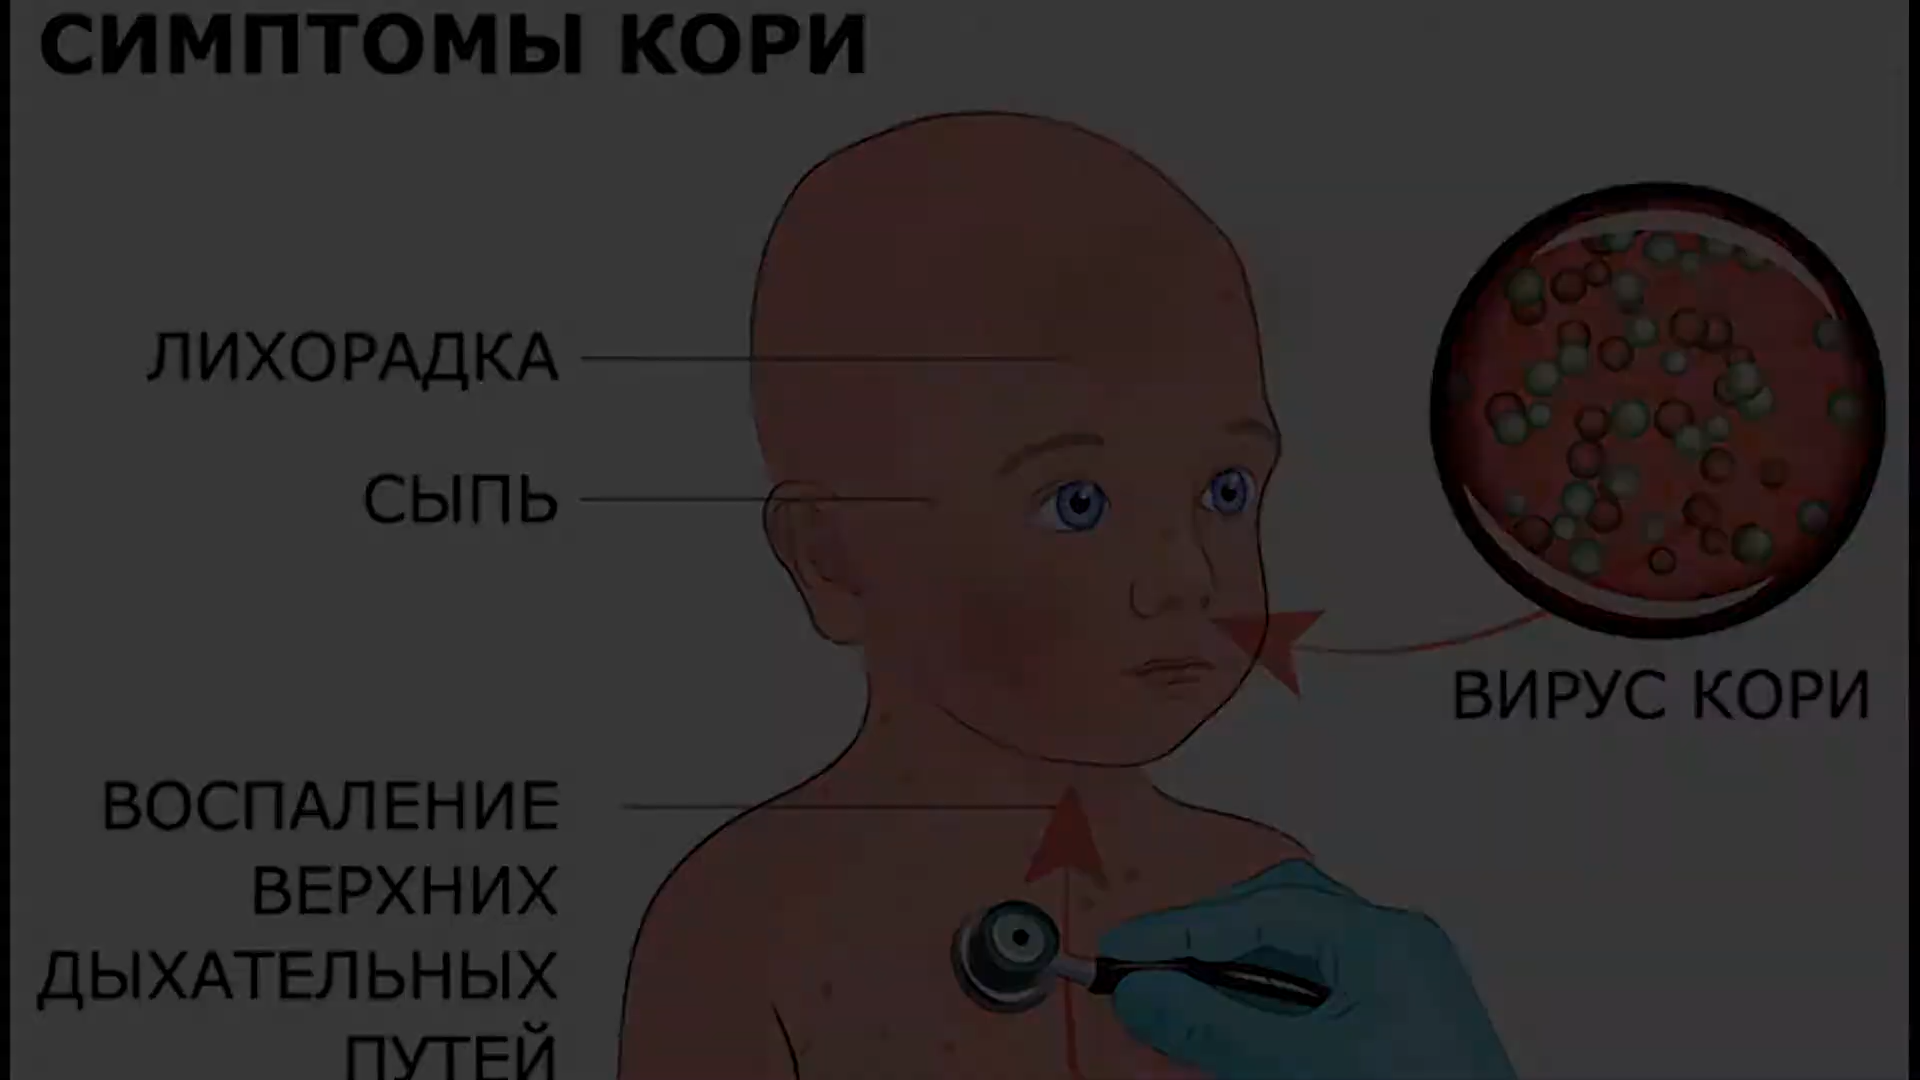 СИМПТОМЫ КОРИ
ЛИХОРАДКА
СЫПЬ
ВИРУС КОРИ
ВОСПАЛЕНИЕ
ВЕРХНИХ
ДЫХАТЕЛЬНЫХ
ПУТЕЙ